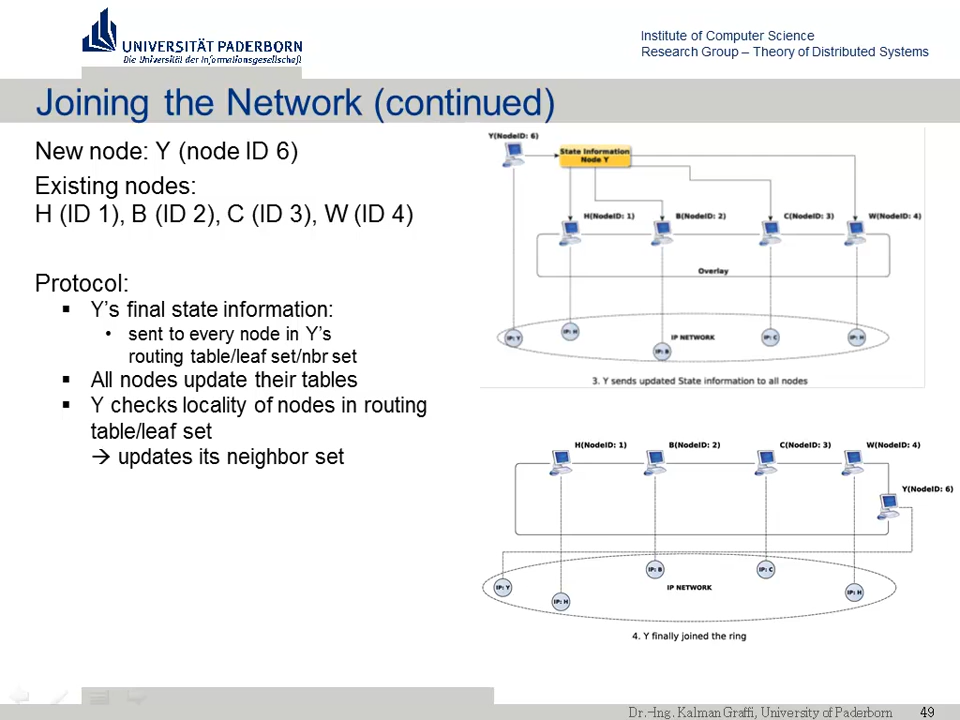 UNIVERSITÄT PADERBORN
Die Universität der Informationsgesellschaft
Institute of Computer Science
Research Group – Theory of Distributed Systems
Joining the Network (continued)
New node: Y (node ID 6)
Existing nodes:
H (ID 1), B (ID 2), C (ID 3), W (ID 4)
Protocol:
▪ Y's final state information:
• sent to every node in Y's
routing table/leaf set/nbr set
▪ All nodes update their tables
▪ Y checks locality of nodes in routing
table/leaf set
→ updates its neighbor set
Y(NodeID: 6)
State Information
Node Y
H(NodeID: 1) B(NodeID: 2) C(NodeID: 3) W(NodeID: 4)
Overlay
IP: Y IP: H IP: B IP NETWORK IP: C IP: H
3. Y sends updated State information to all nodes
H(NodeID: 1) B(NodeID: 2) C(NodeID: 3) W(NodeID: 4)
Y(NodeID: 6)
IP: B IP: C
IP: Y IP: H IP NETWORK IP: H
4. Y finally joined the ring
Dr.-Ing. Kalman Graffi, University of Paderborn 49